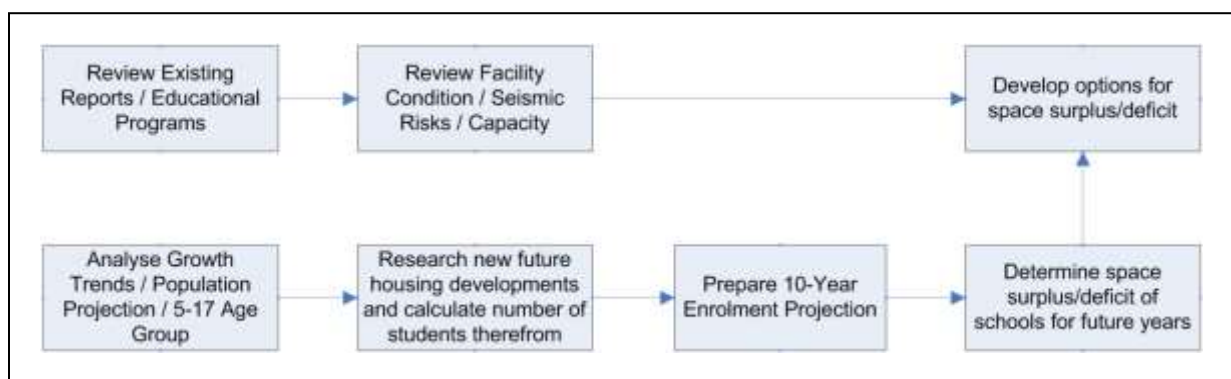 Review Existing
Reports / Educational
Programs
Review Facility
Condition / Seismic
Risks / Capacity
Develop options for
space surplus/deficit
Analyse Growth
Trends / Population
Projection / 5-17 Age
Group
Research new future
housing developments
and calculate number of
students therefrom
Prepare 10-Year
Enrolment Projection
Determine space
surplus/deficit of
schools for future years